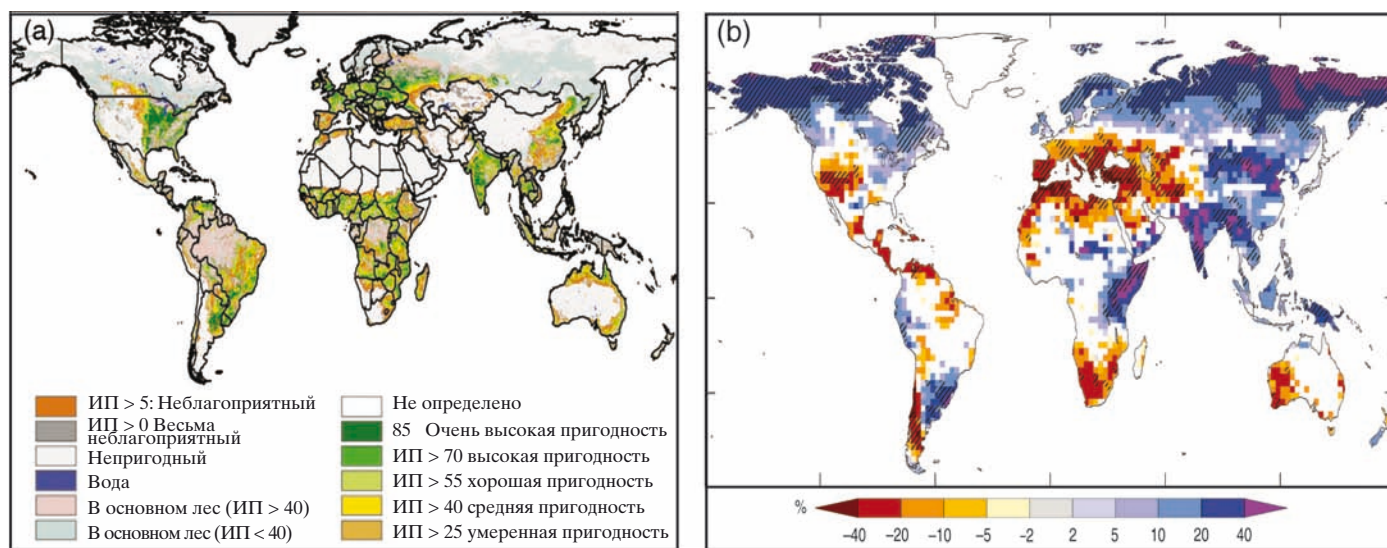 (a)
ИП > 5: Неблагоприятный
ИП > 0 Весьма
неблагоприятный
Непригодный
Вода
В основном лес (ИП > 40)
В основном лес (ИП < 40)
Не определено
85 Очень высокая пригодность
ИП > 70 высокая пригодность
ИП > 55 хорошая пригодность
ИП > 40 средняя пригодность
ИП > 25 умеренная пригодность
(b)
%
-40 -20 -10 -5 -2 2 5 10 20 40